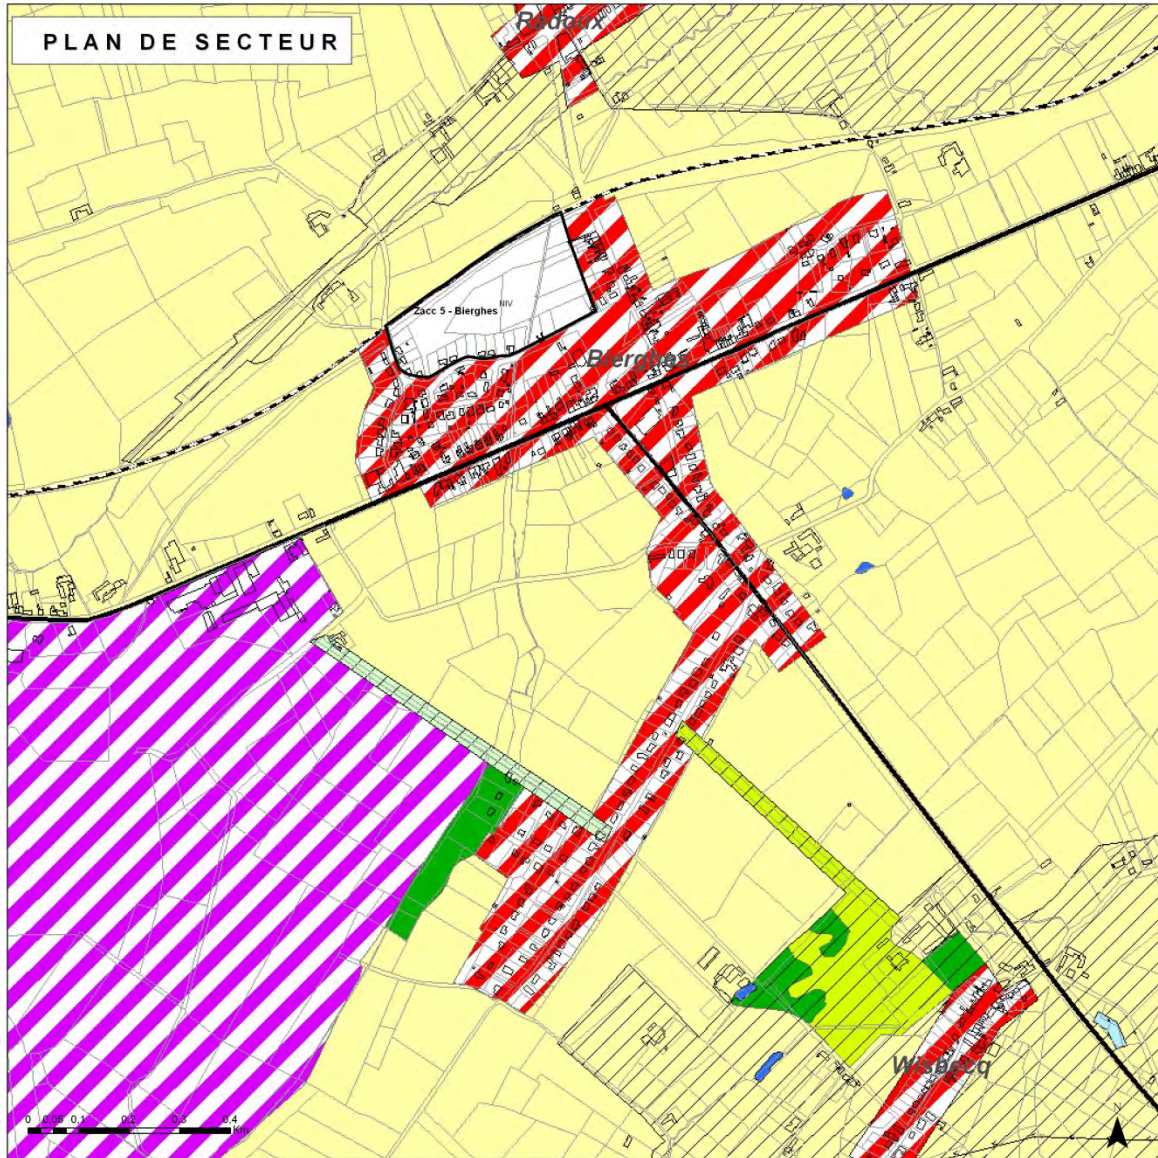 PLAN DE SECTEUR
Radoux
NIV
Zacc 5 - Bierghes
Bierghes
Wisbecq
0 0.05 0.1 0.2 0.3 0.4
Km
N